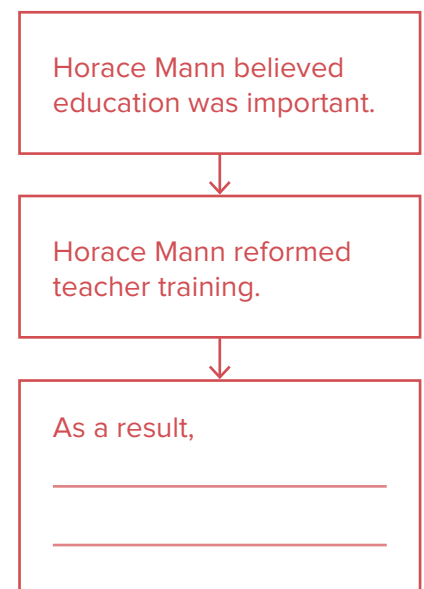 Horace Mann believed
education was important.
Horace Mann reformed
teacher training.
As a result,